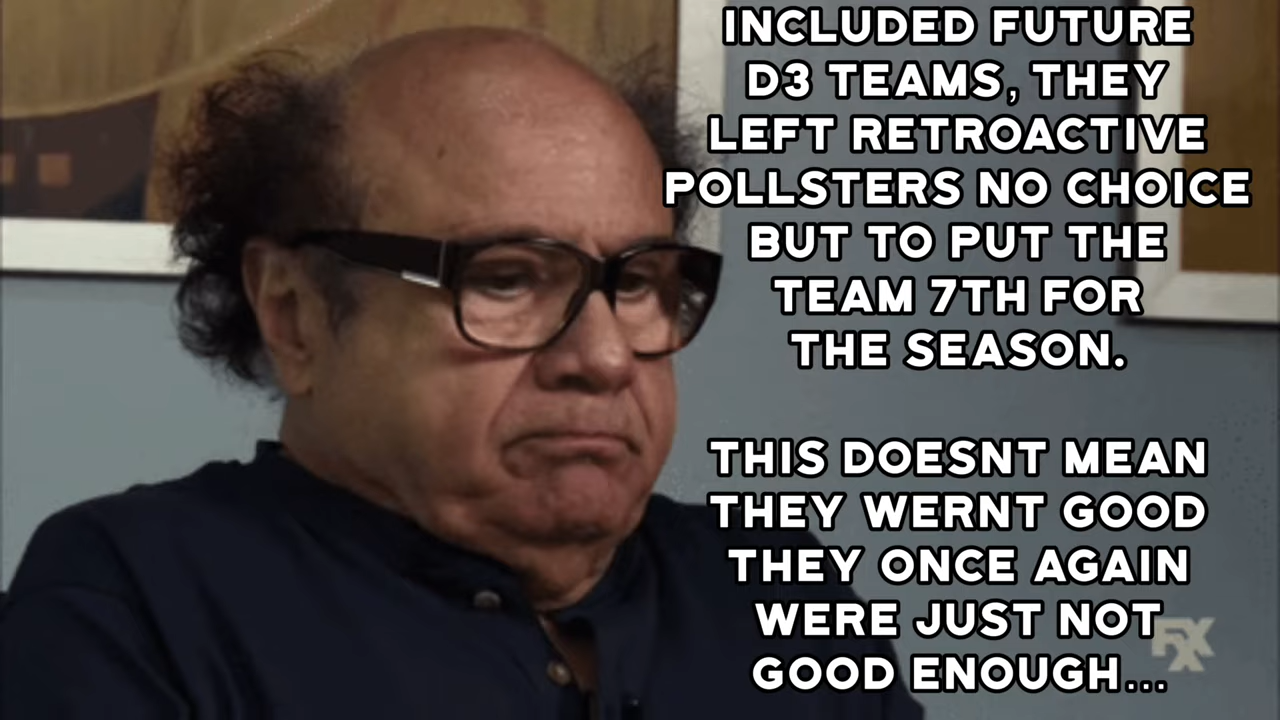 INCLUDED FUTURE
D3 TEAMS, THEY
LEFT RETROACTIVE
POLLSTERS NO CHOICE
BUT TO PUT THE
TEAM 7TH FOR
THE SEASON.
THIS DOESNT MEAN
THEY WERNT GOOD
THEY ONCE AGAIN
WERE JUST NOT
GOOD ENOUGH...
FXX